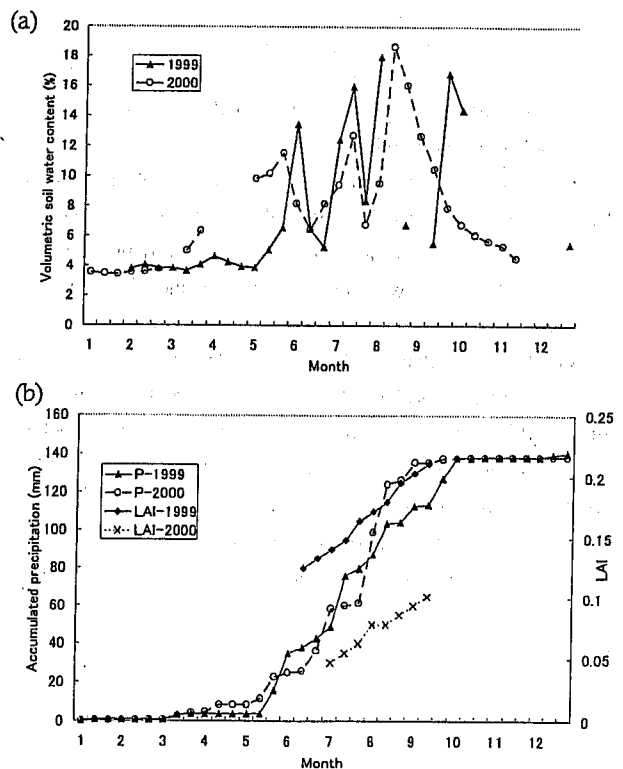 (a)
20
18
16
14
12
10
8
6
4
2
0
Volumetric soil water content (%)
1999
2000
1 2 3 4 5 6 7 8 9 10 11 12
Month
(b)
160
140
120
100
80
60
40
20
0
Accumulated precipitation (mm)
P-1999
P-2000
LAI-1999
LAI-2000
0.25
0.2
0.15
0.1
0.05
0
LAI
1 2 3 4 5 6 7 8 9 10 11 12
Month